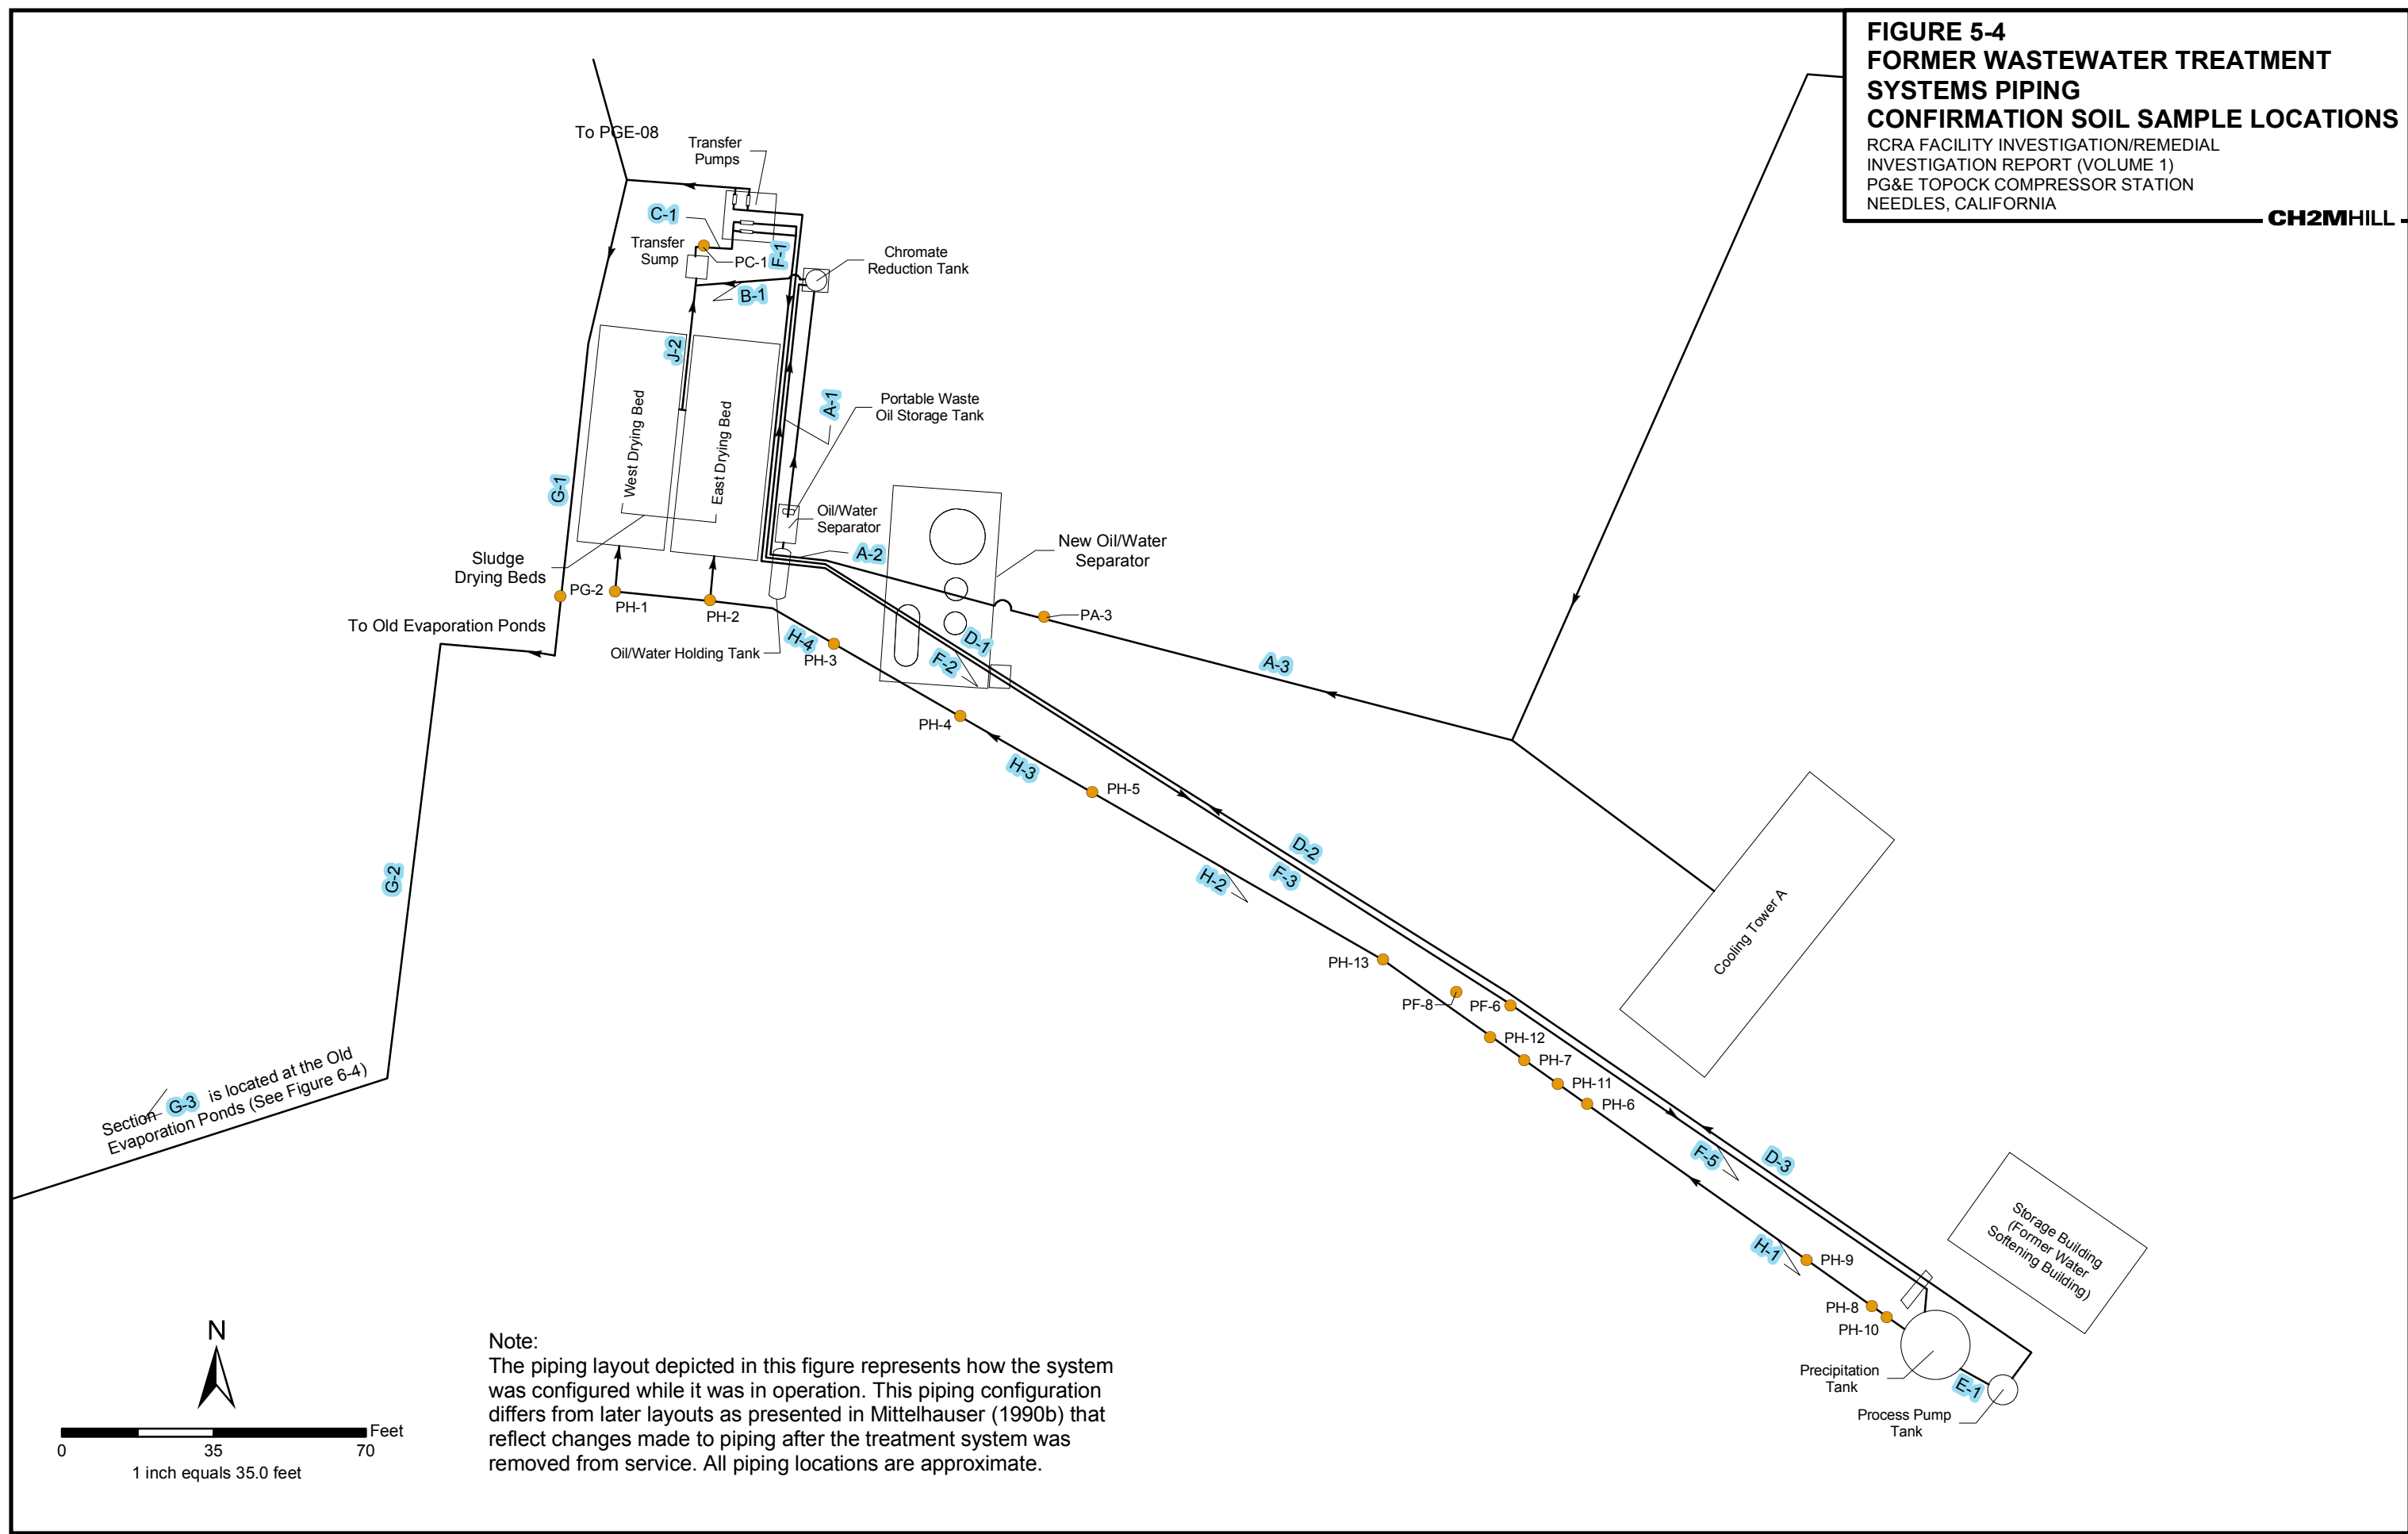 FIGURE 5-4
FORMER WASTEWATER TREATMENT
SYSTEMS PIPING
CONFIRMATION SOIL SAMPLE LOCATIONS
RCRA FACILITY INVESTIGATION/REMEDIAL
INVESTIGATION REPORT (VOLUME 1)
PG&E TOPOCK COMPRESSOR STATION
NEEDLES, CALIFORNIA
CH2MHILL
To PGE-08
Transfer
Pumps
C-1
Transfer
Sump
PC-1
F-1
Chromate
Reduction Tank
B-1
J-2
A-1
Portable Waste
Oil Storage Tank
West Drying Bed
East Drying Bed
G-1
Oil/Water
Separator
A-2
New Oil/Water
Separator
Sludge
Drying Beds
PG-2
PH-1
PH-2
PA-3
To Old Evaporation Ponds
H-4
PH-3
Oil/Water Holding Tank
D-1
F-2
A-3
PH-4
H-3
PH-5
D-2
F-3
H-2
G-2
Cooling Tower A
PH-13
PF-8
PF-6
PH-12
PH-7
PH-11
PH-6
Section G-3 is located at the Old
Evaporation Ponds (See Figure 6-4)
F-5
D-3
H-1
PH-9
Storage Building
(Former Water
Softening Building)
PH-8
PH-10
Precipitation
Tank
E-1
Process Pump
Tank
N
Feet
0 35 70
1 inch equals 35.0 feet
Note:
The piping layout depicted in this figure represents how the system
was configured while it was in operation. This piping configuration
differs from later layouts as presented in Mittelhauser (1990b) that
reflect changes made to piping after the treatment system was
removed from service. All piping locations are approximate.